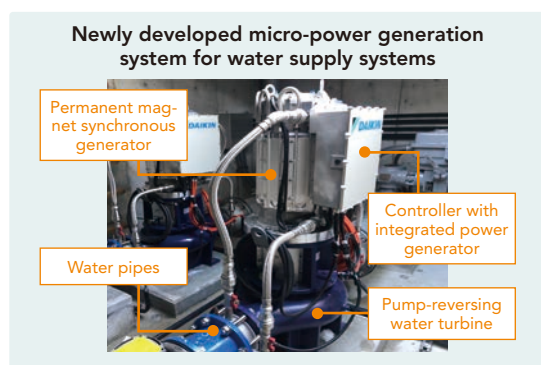 Newly developed micro-power generation
system for water supply systems
Permanent mag-
net synchronous
generator
DAIKIN
Controller with
integrated power
generator
Water pipes
Pump-reversing
water turbine